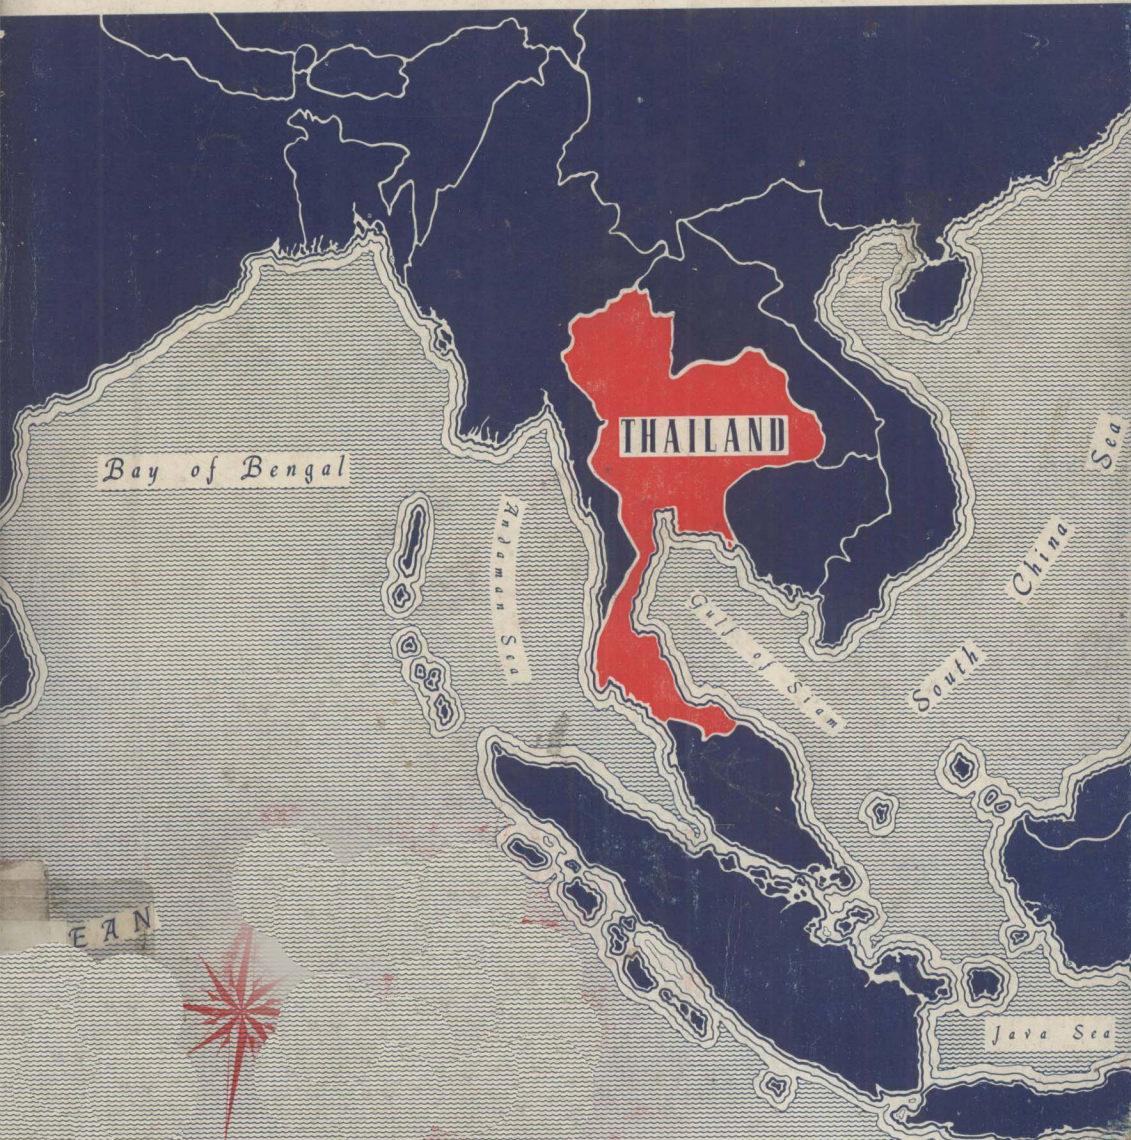 THAILAND
Bay of Bengal
Andaman Sea
Gulf of Siam
South China Sea
EAN
Java Sea